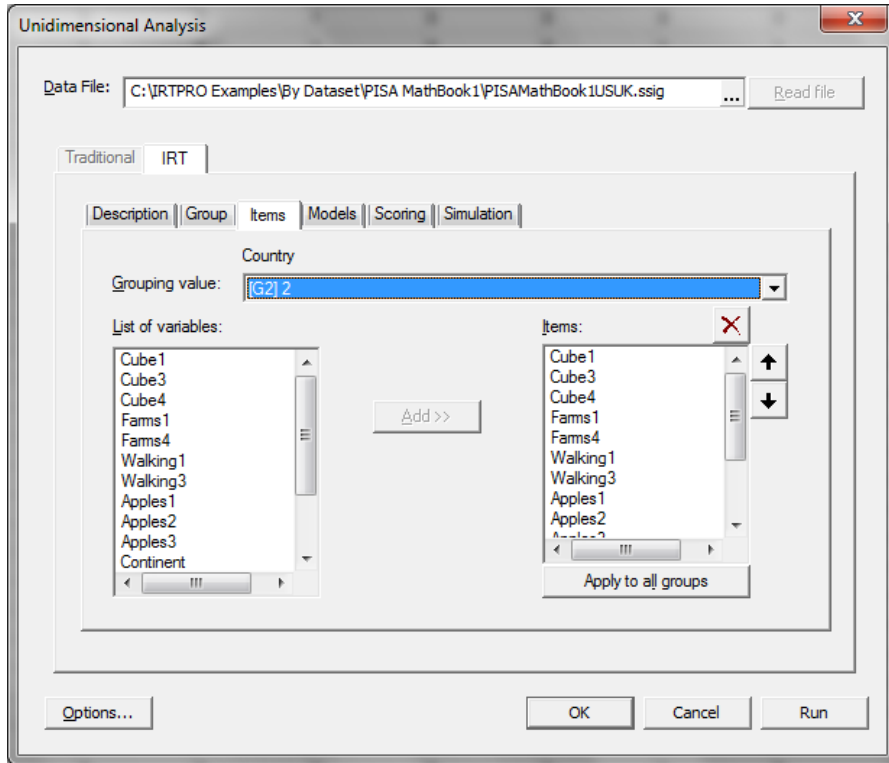 Unidimensional Analysis
Data File: C:\IRTPRO Examples\By Dataset\PISA MathBook1\PISAMathBook1USUK.ssig ... Read file
Traditional IRT
Description Group Items Models Scoring Simulation
Country
Grouping value: [G2] 2
List of variables:
Cube1
Cube3
Cube4
Farms1
Farms4
Walking1
Walking3
Apples1
Apples2
Apples3
Continent
Add >>
Items:
Cube1
Cube3
Cube4
Farms1
Farms4
Walking1
Walking3
Apples1
Apples2
Apply to all groups
Options... OK Cancel Run